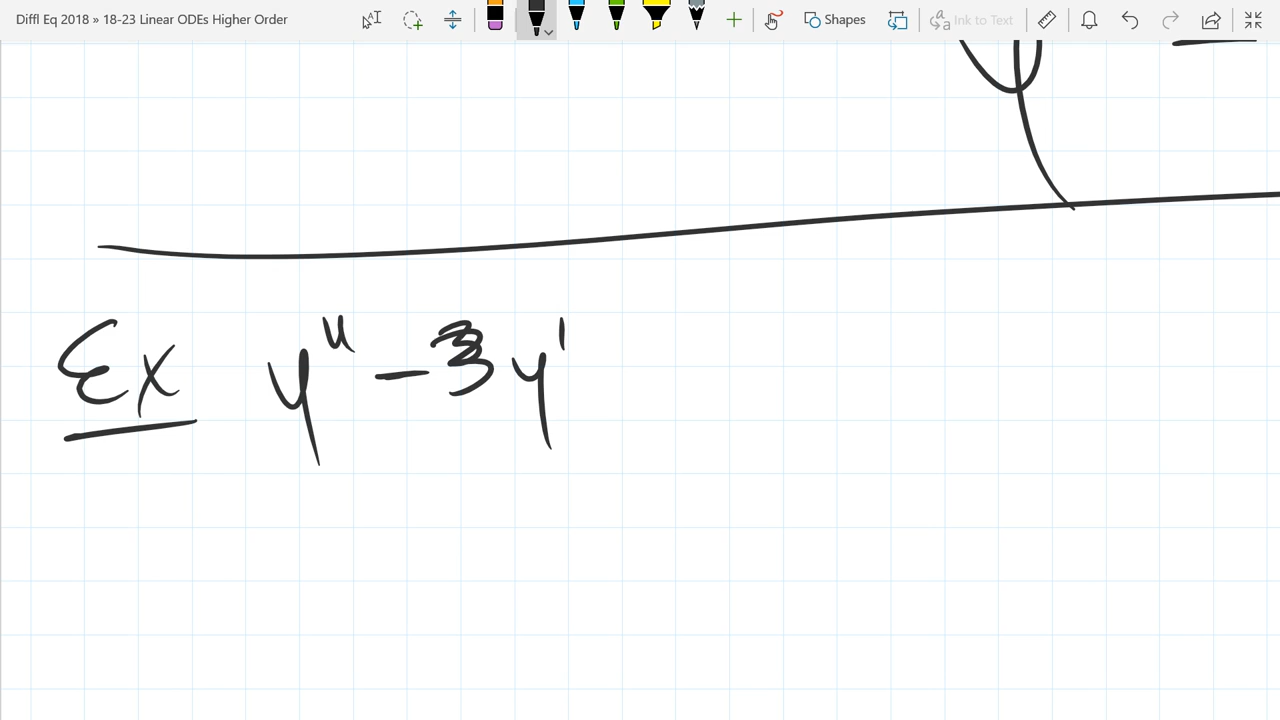 Diffl Eq 2018 » 18-23 Linear ODEs Higher Order
Shapes
Ink to Text
Ex y'' - 3y'